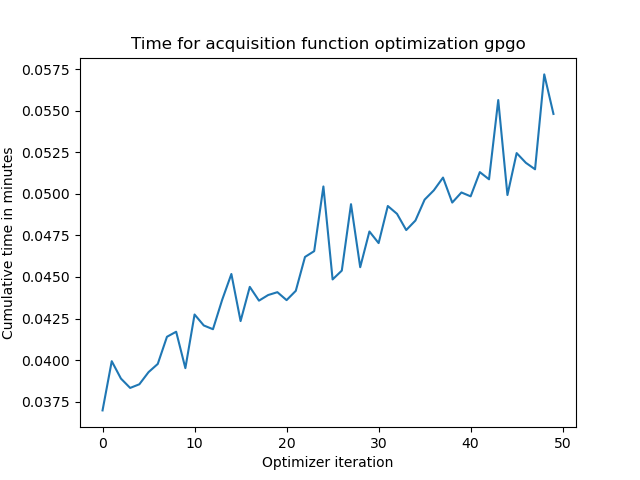 Time for acquisition function optimization gpgo
Cumulative time in minutes
0.0575
0.0550
0.0525
0.0500
0.0475
0.0450
0.0425
0.0400
0.0375
0 10 20 30 40 50
Optimizer iteration